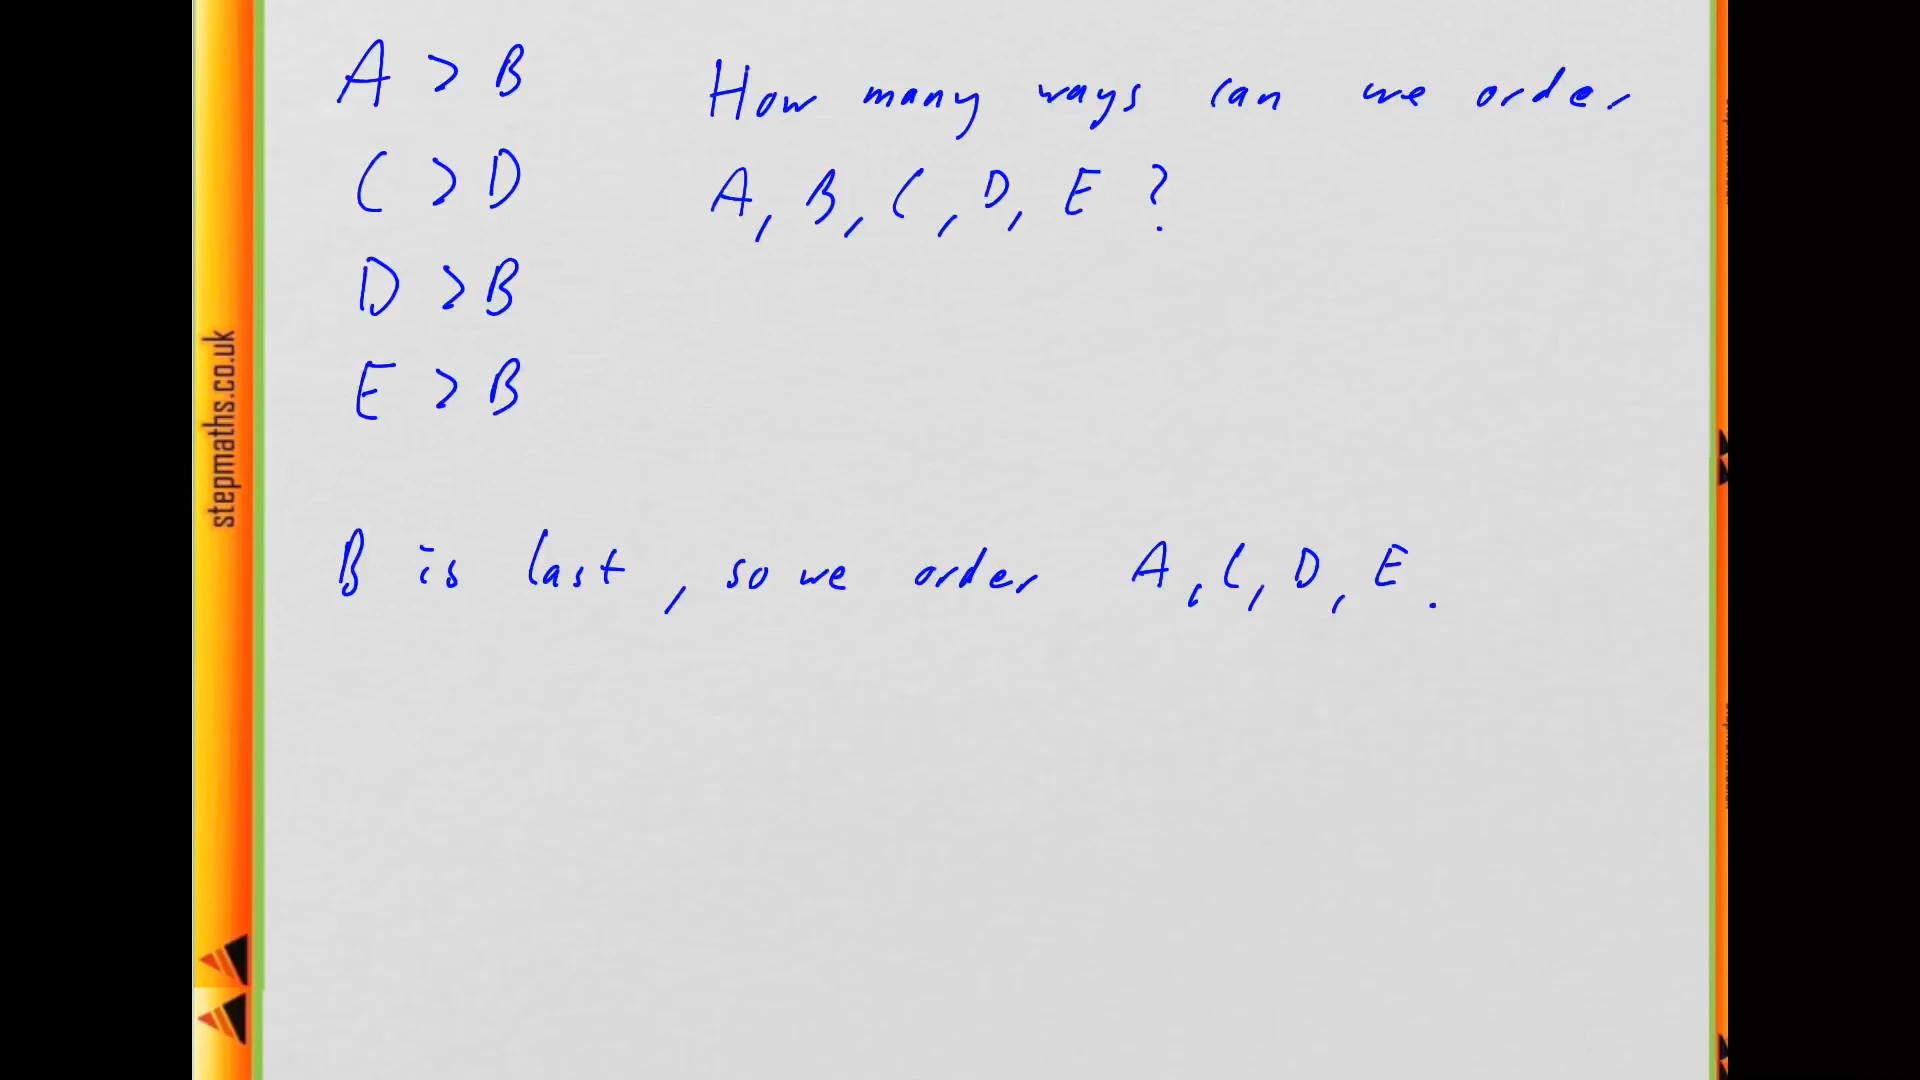 stepmaths.co.uk
A > B
C > D
D > B
E > B
How many ways can we order
A, B, C, D, E ?
B is last, so we order A, C, D, E.